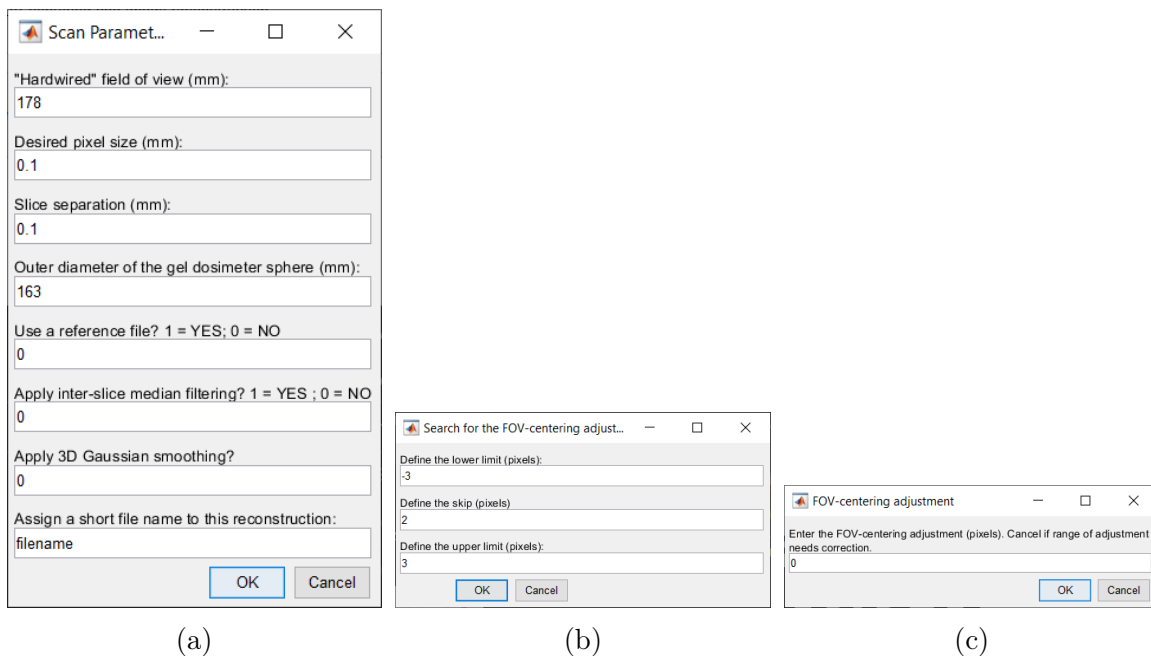 Scan Paramet...
"Hardwired" field of view (mm):
178
Desired pixel size (mm):
0.1
Slice separation (mm):
0.1
Outer diameter of the gel dosimeter sphere (mm):
163
Use a reference file? 1 = YES; 0 = NO
0
Apply inter-slice median filtering? 1 = YES ; 0 = NO
0
Apply 3D Gaussian smoothing?
0
Assign a short file name to this reconstruction:
filename
OK Cancel
(a)
Search for the FOV-centering adjust...
Define the lower limit (pixels):
-3
Define the skip (pixels)
2
Define the upper limit (pixels):
3
OK Cancel
(b)
FOV-centering adjustment
Enter the FOV-centering adjustment (pixels). Cancel if range of adjustment
needs correction.
0
OK Cancel
(c)